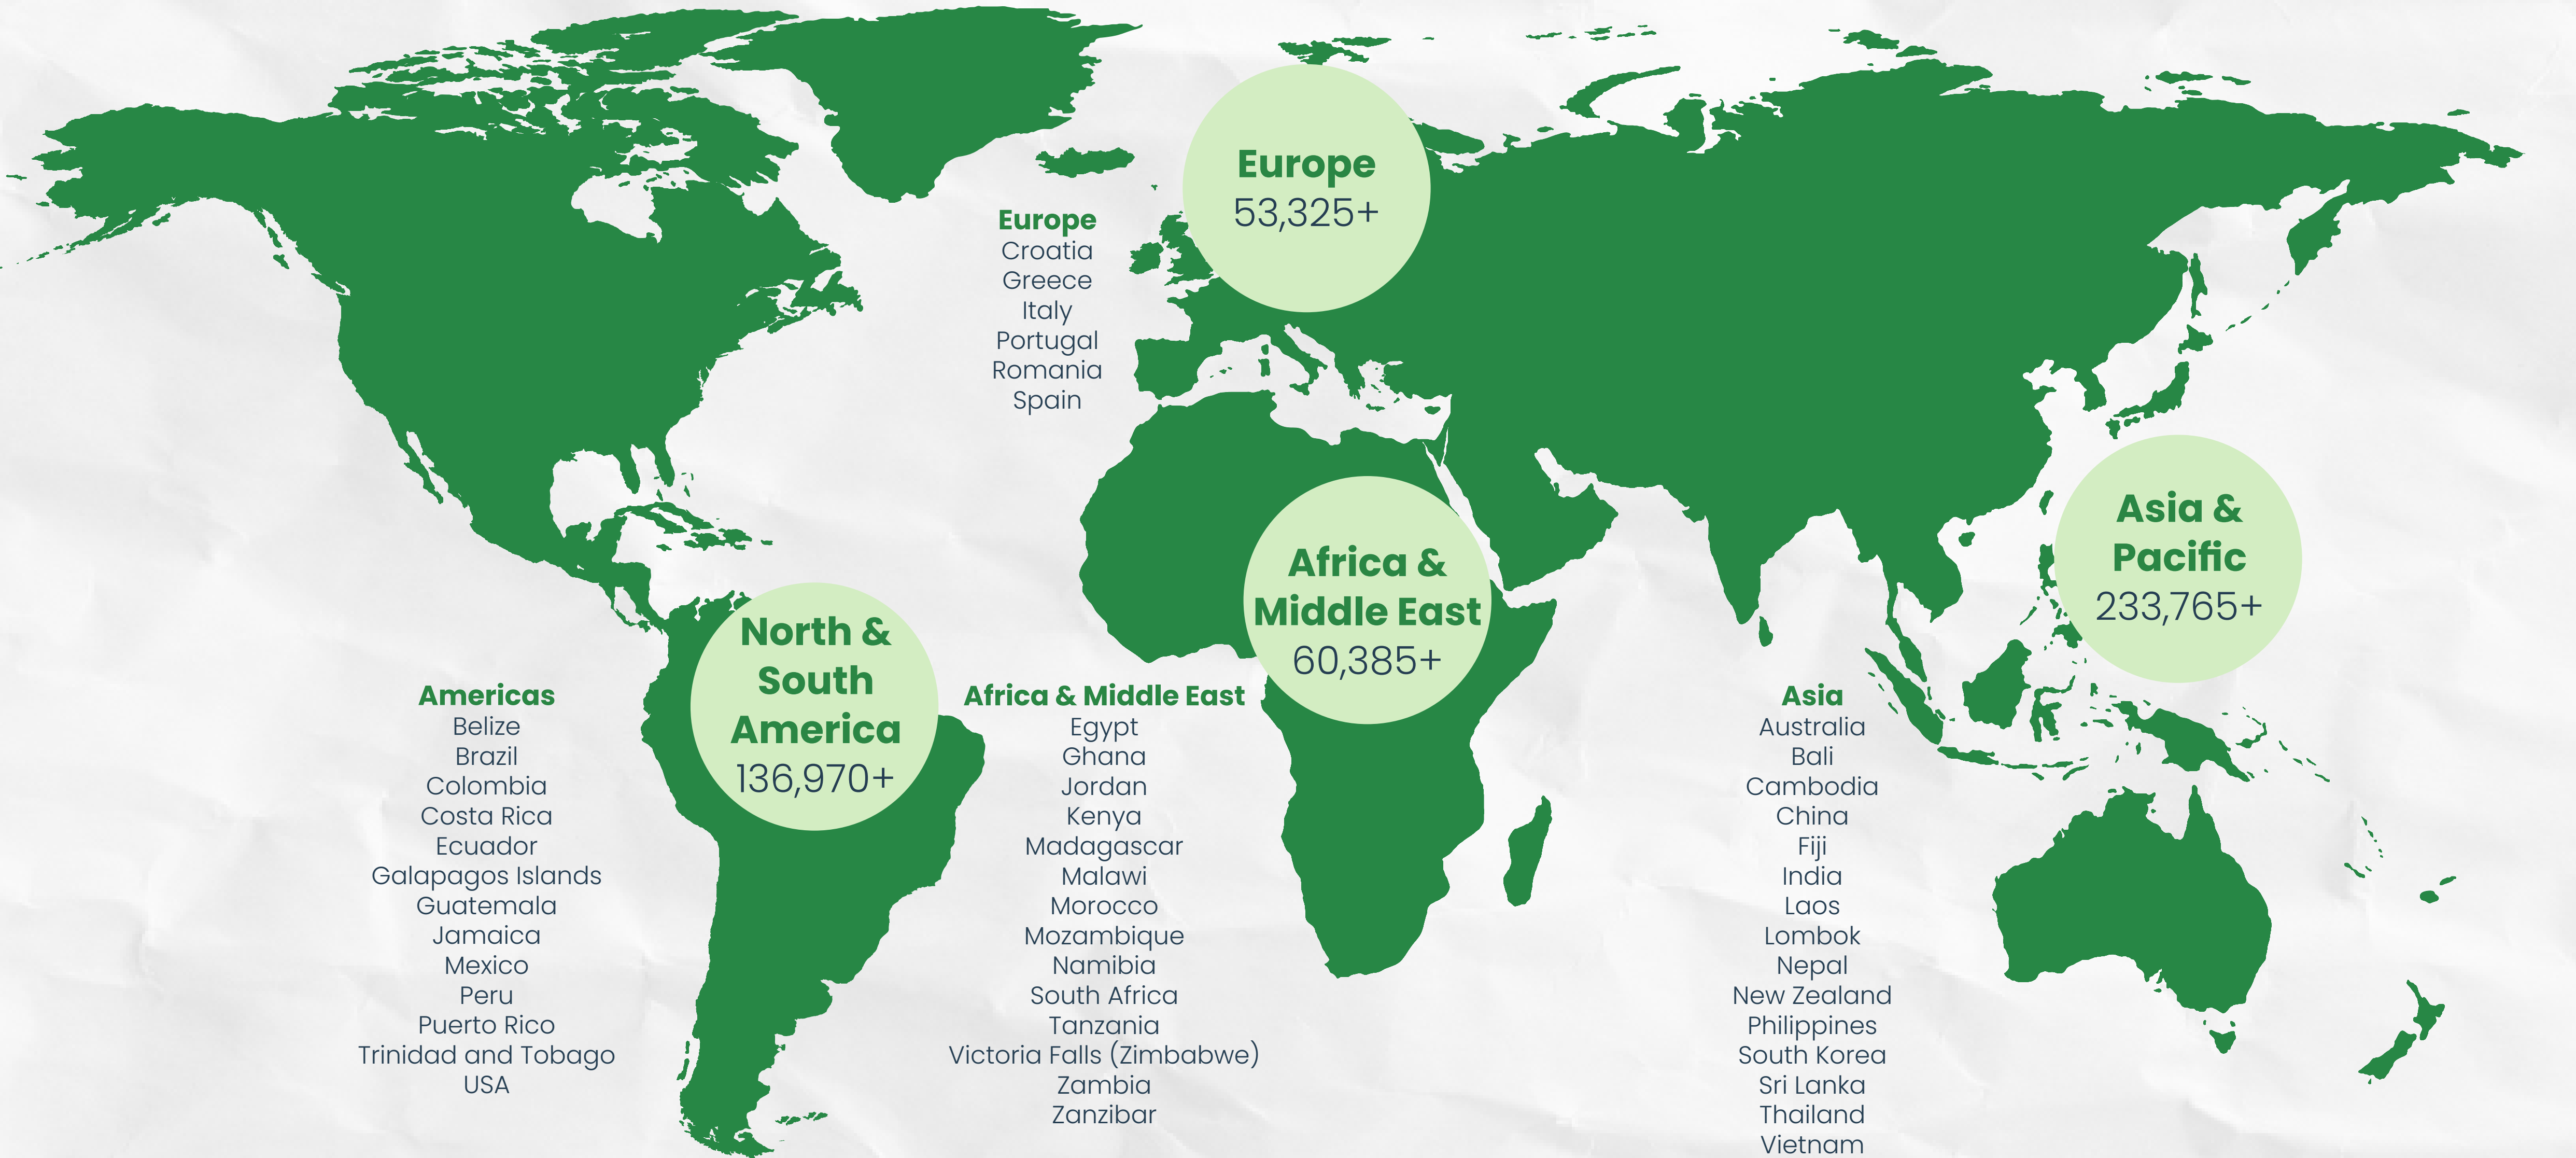 Europe
53,325+
Europe
Croatia
Greece
Italy
Portugal
Romania
Spain
Asia &
Pacific
233,765+
Africa &
Middle East
60,385+
North &
South
America
136,970+
Americas
Belize
Brazil
Colombia
Costa Rica
Ecuador
Galapagos Islands
Guatemala
Jamaica
Mexico
Peru
Puerto Rico
Trinidad and Tobago
USA
Africa & Middle East
Egypt
Ghana
Jordan
Kenya
Madagascar
Malawi
Morocco
Mozambique
Namibia
South Africa
Tanzania
Victoria Falls (Zimbabwe)
Zambia
Zanzibar
Asia
Australia
Bali
Cambodia
China
Fiji
India
Laos
Lombok
Nepal
New Zealand
Philippines
South Korea
Sri Lanka
Thailand
Vietnam